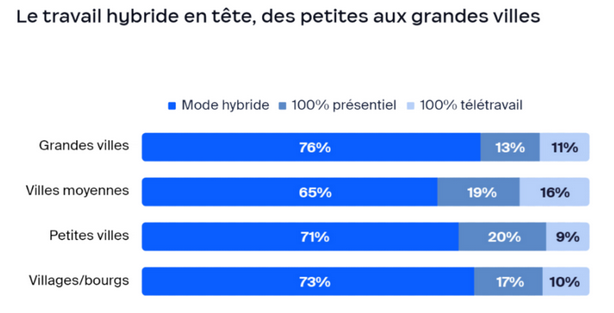 Le travail hybride en tête, des petites aux grandes villes
Mode hybride 100% présentiel 100% télétravail
Grandes villes 76% 13% 11%
Villes moyennes 65% 19% 16%
Petites villes 71% 20% 9%
Villages/bourgs 73% 17% 10%